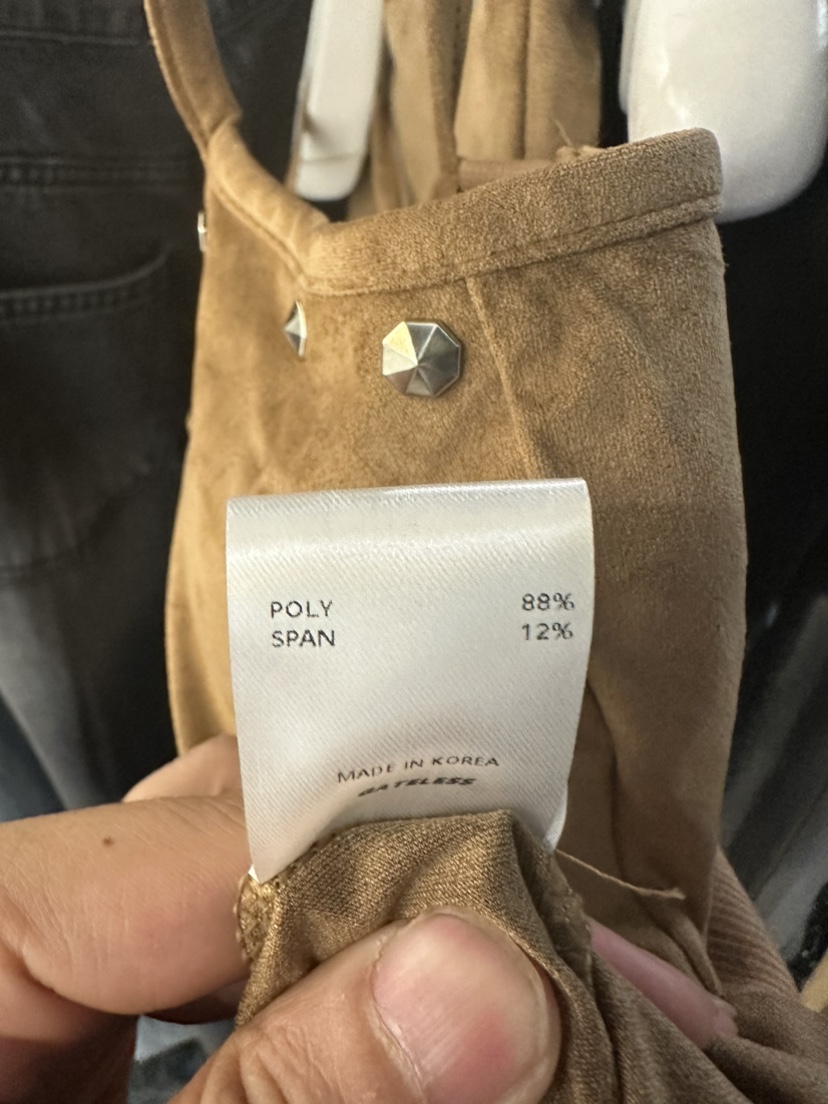 POLY 88%
SPAN 12%
MADE IN KOREA
GATELESS